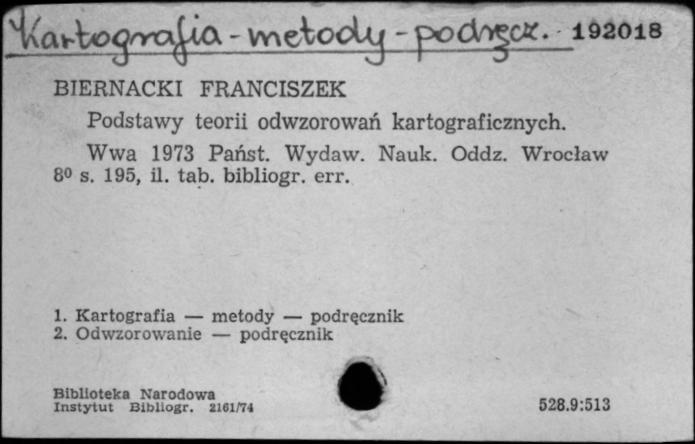 Kartografia - metody - podręcz. 192018
BIERNACKI FRANCISZEK
Podstawy teorii odwzorowań kartograficznych.
Wwa 1973 Państ. Wydaw. Nauk. Oddz. Wrocław
8º s. 195, il. tab. bibliogr. err.
1. Kartografia — metody — podręcznik
2. Odwzorowanie — podręcznik
Biblioteka Narodowa
Instytut Bibliogr. 2161/74
528.9:513